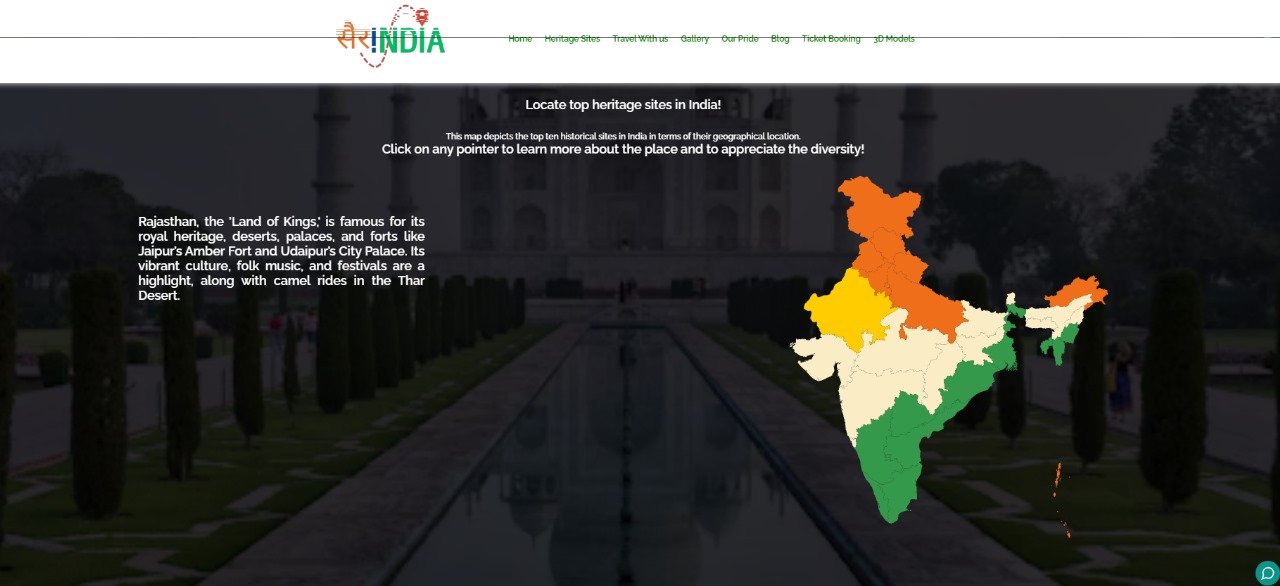 सैर!NDIA
Home Heritage Sites Travel With us Gallery Our Pride Blog Ticket Booking 3D Models
Locate top heritage sites in India!
This map depicts the top ten historical sites in India in terms of their geographical location.
Click on any pointer to learn more about the place and to appreciate the diversity!
Rajasthan, the 'Land of Kings,' is famous for its
royal heritage, deserts, palaces, and forts like
Jaipur's Amber Fort and Udaipur's City Palace. Its
vibrant culture, folk music, and festivals are a
highlight, along with camel rides in the Thar
Desert.